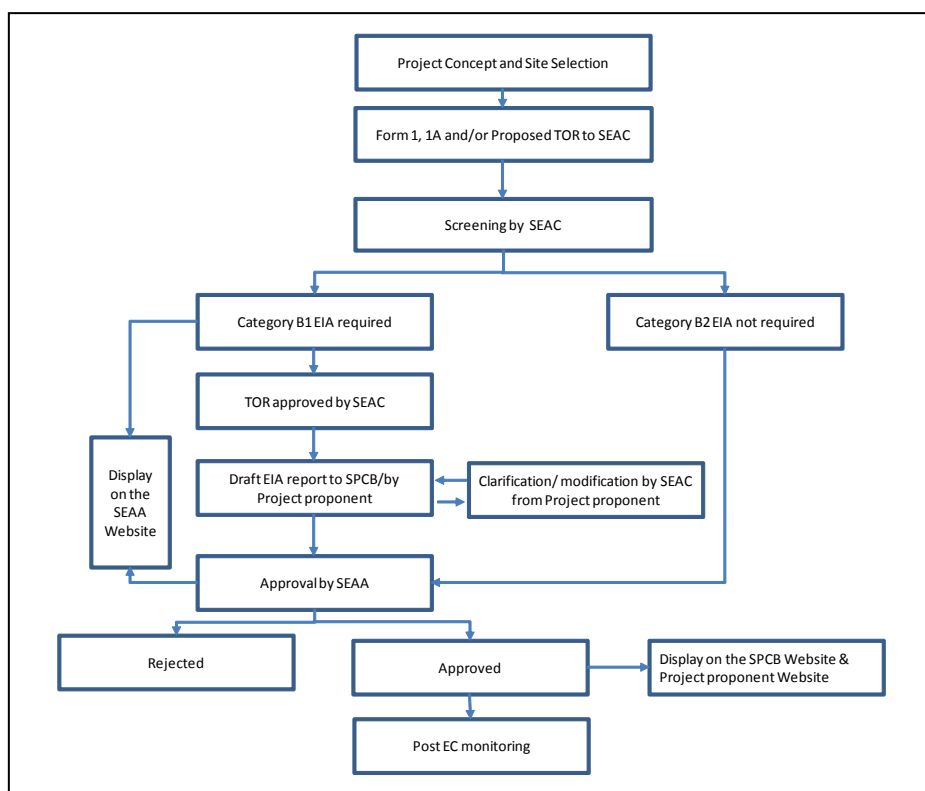 Project Concept and Site Selection
Form 1, 1A and/or Proposed TOR to SEAC
Screening by SEAC
Category B1 EIA required
Category B2 EIA not required
TOR approved by SEAC
Display
on the
SEAA
Website
Draft EIA report to SPCB/by
Project proponent
Clarification/ modification by SEAC
from Project proponent
Approval by SEAA
Rejected
Approved
Display on the SPCB Website &
Project proponent Website
Post EC monitoring